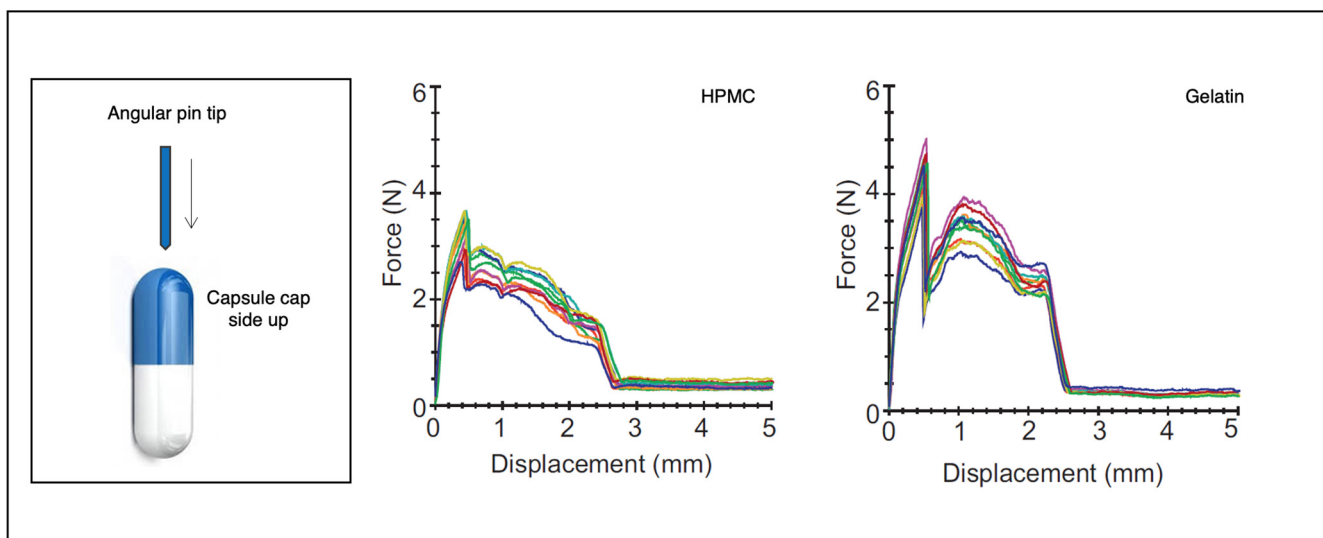 Angular pin tip
Capsule cap
side up
HPMC
6
4
2
0
Force (N)
0 1 2 3 4 5
Displacement (mm)
Gelatin
6
4
2
0
Force (N)
0 1 2 3 4 5
Displacement (mm)